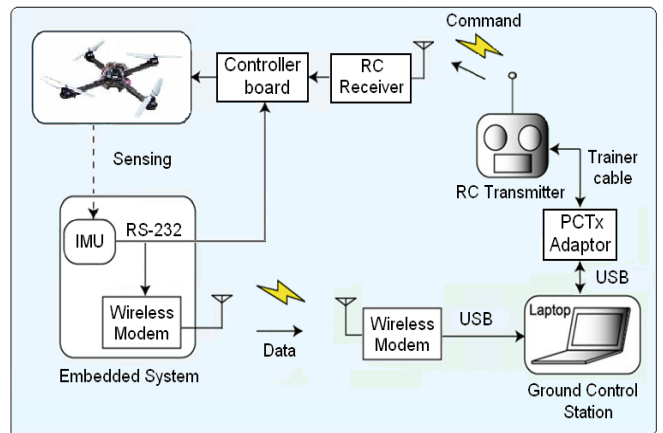 Command
Controller
board
RC
Receiver
Sensing
RC Transmitter
Trainer
cable
IMU
RS-232
PCTx
Adaptor
USB
Wireless
Modem
Data
Wireless
Modem
USB
Laptop
Embedded System
Ground Control
Station